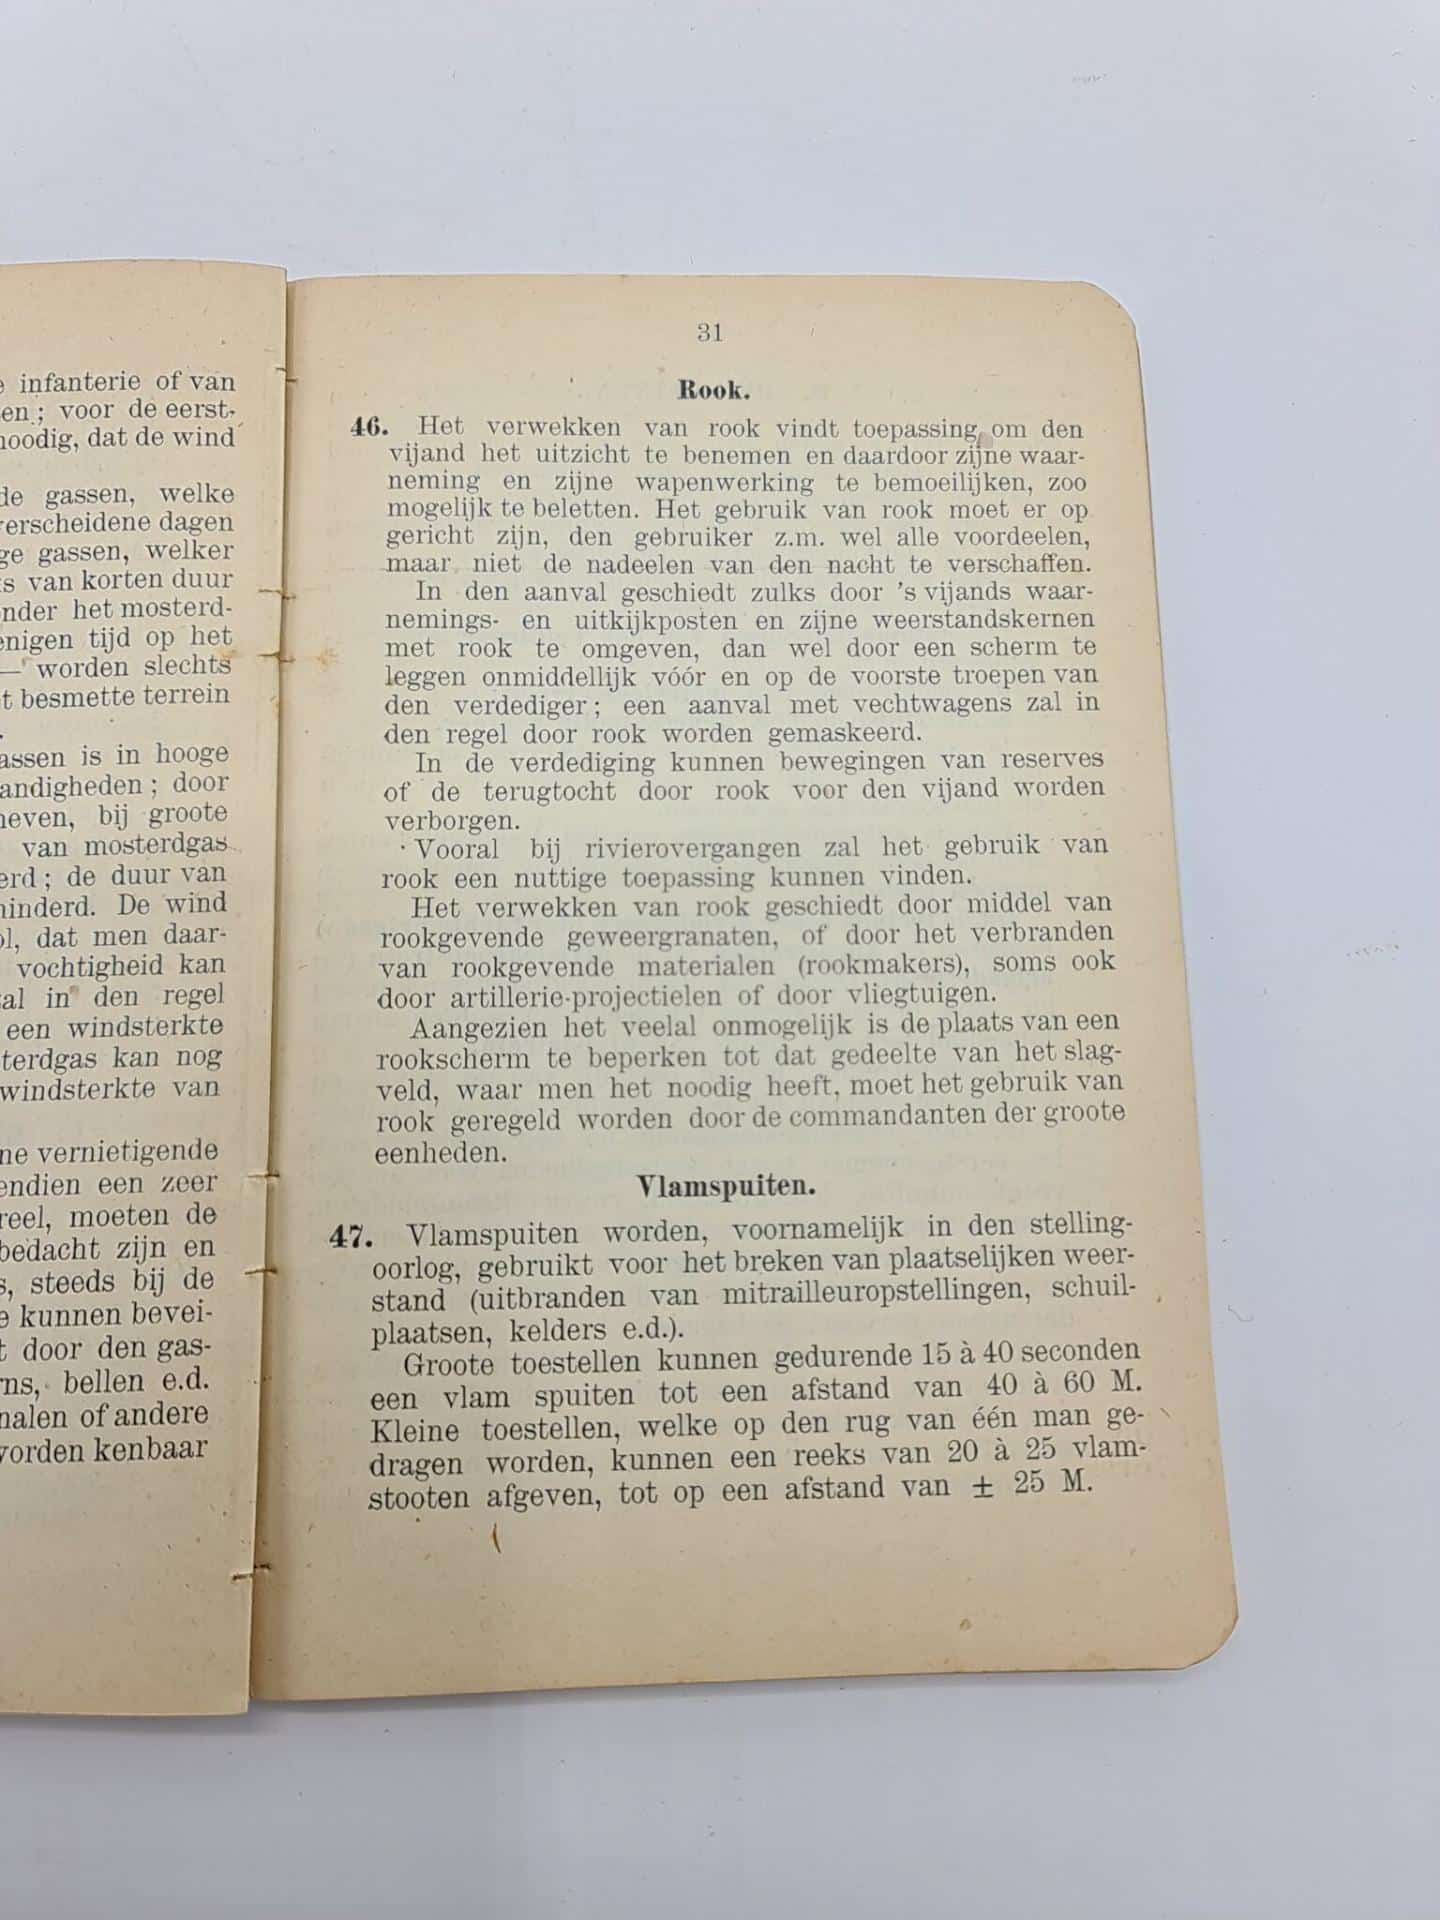 infanterie of van
en; voor de eerst-
noodig, dat de wind
de gassen, welke
verscheidene dagen
ge gassen, welker
s van korten duur
onder het mosterd-
enigen tijd op het
— worden slechts
t besmette terrein
assen is in hooge
andigheden; door
heven, bij groote
van mosterdgas
erd; de duur van
ninderd. De wind
ol, dat men daar-
vochtigheid kan
zal in den regel
een windsterkte
terdgas kan nog
windsterkte van
ne vernietigende
endien een zeer
reel, moeten de
bedacht zijn en
s, steeds bij de
e kunnen bevei-
t door den gas-
rns, bellen e.d.
nalen of andere
worden kenbaar
31
Rook.
46. Het verwekken van rook vindt toepassing om den
vijand het uitzicht te benemen en daardoor zijne waar-
neming en zijne wapenwerking te bemoeilijken, zoo
mogelijk te beletten. Het gebruik van rook moet er op
gericht zijn, den gebruiker z.m. wel alle voordeelen,
maar niet de nadeelen van den nacht te verschaffen.
In den aanval geschiedt zulks door 's vijands waar-
nemings- en uitkijkposten en zijne weerstandskernen
met rook te omgeven, dan wel door een scherm te
leggen onmiddellijk vóór en op de voorste troepen van
den verdediger; een aanval met vechtwagens zal in
den regel door rook worden gemaskeerd.
In de verdediging kunnen bewegingen van reserves
of de terugtocht door rook voor den vijand worden
verborgen.
Vooral bij rivierovergangen zal het gebruik van
rook een nuttige toepassing kunnen vinden.
Het verwekken van rook geschiedt door middel van
rookgevende geweergranaten, of door het verbranden
van rookgevende materialen (rookmakers), soms ook
door artillerie-projectielen of door vliegtuigen.
Aangezien het veelal onmogelijk is de plaats van een
rookscherm te beperken tot dat gedeelte van het slag-
veld, waar men het noodig heeft, moet het gebruik van
rook geregeld worden door de commandanten der groote
eenheden.
Vlamspuiten.
47. Vlamspuiten worden, voornamelijk in den stelling-
oorlog, gebruikt voor het breken van plaatselijken weer-
stand (uitbranden van mitrailleuropstellingen, schuil-
plaatsen, kelders e.d.).
Groote toestellen kunnen gedurende 15 à 40 seconden
een vlam spuiten tot een afstand van 40 à 60 M.
Kleine toestellen, welke op den rug van één man ge-
dragen worden, kunnen een reeks van 20 à 25 vlam-
stooten afgeven, tot op een afstand van ± 25 M.